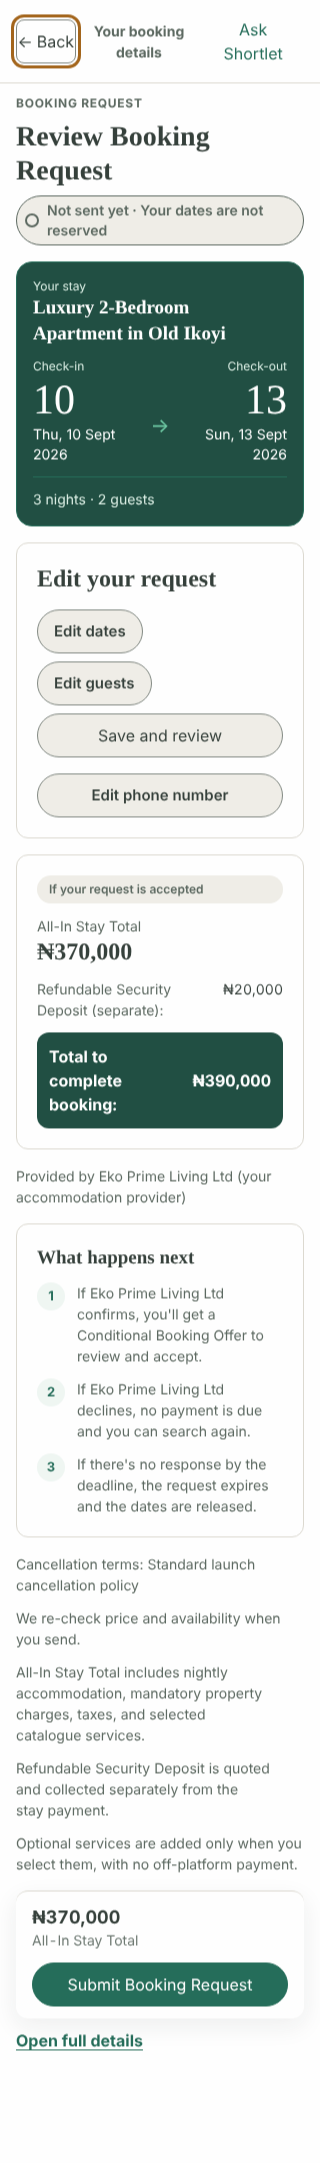 ← Back
Your booking
details
Ask
Shortlet
BOOKING REQUEST
Review Booking
Request
Not sent yet · Your dates are not
reserved
Your stay
Luxury 2-Bedroom
Apartment in Old Ikoyi
Check-in
Check-out
10
13
Thu, 10 Sept
2026
→
Sun, 13 Sept
2026
3 nights · 2 guests
Edit your request
Edit dates
Edit guests
Save and review
Edit phone number
If your request is accepted
All-In Stay Total
₦370,000
Refundable Security
Deposit (separate):
₦20,000
Total to
complete
booking:
₦390,000
Provided by Eko Prime Living Ltd (your
accommodation provider)
What happens next
1
If Eko Prime Living Ltd
confirms, you'll get a
Conditional Booking Offer to
review and accept.
2
If Eko Prime Living Ltd
declines, no payment is due
and you can search again.
3
If there's no response by the
deadline, the request expires
and the dates are released.
Cancellation terms: Standard launch
cancellation policy
We re-check price and availability when
you send.
All-In Stay Total includes nightly
accommodation, mandatory property
charges, taxes, and selected
catalogue services.
Refundable Security Deposit is quoted
and collected separately from the
stay payment.
Optional services are added only when you
select them, with no off-platform payment.
₦370,000
All-In Stay Total
Submit Booking Request
Open full details